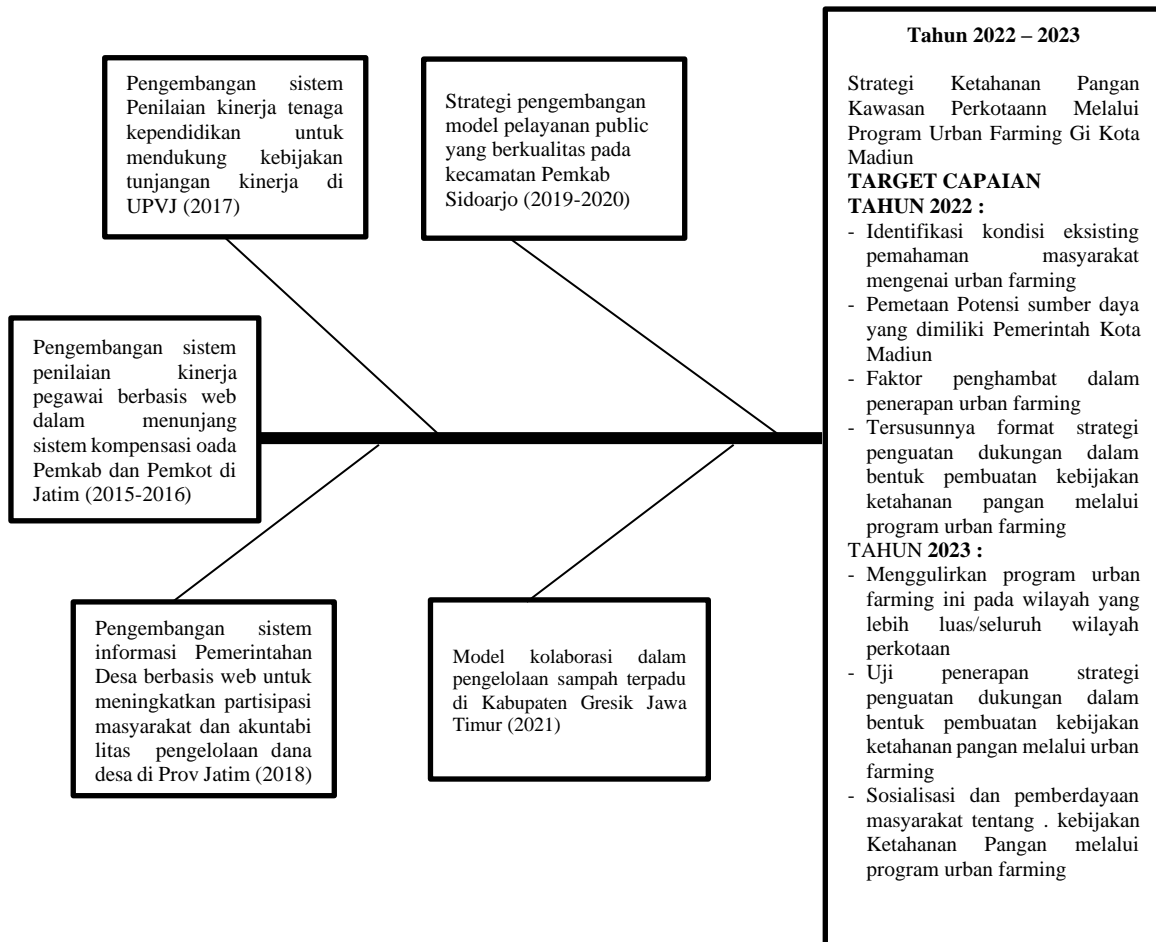 Pengembangan sistem
Penilaian kinerja tenaga
kependidikan untuk
mendukung kebijakan
tunjangan kinerja di
UPVJ (2017)
Strategi pengembangan
model pelayanan public
yang berkualitas pada
kecamatan Pemkab
Sidoarjo (2019-2020)
Pengembangan sistem
penilaian kinerja
pegawai berbasis web
dalam menunjang
sistem kompensasi oada
Pemkab dan Pemkot di
Jatim (2015-2016)
Pengembangan sistem
informasi Pemerintahan
Desa berbasis web untuk
meningkatkan partisipasi
masyarakat dan akuntabi
litas pengelolaan dana
desa di Prov Jatim (2018)
Model kolaborasi dalam
pengelolaan sampah terpadu
di Kabupaten Gresik Jawa
Timur (2021)
Tahun 2022 – 2023
Strategi Ketahanan Pangan
Kawasan Perkotaann Melalui
Program Urban Farming Gi Kota
Madiun
TARGET CAPAIAN
TAHUN 2022 :
- Identifikasi kondisi eksisting
pemahaman masyarakat
mengenai urban farming
- Pemetaan Potensi sumber daya
yang dimiliki Pemerintah Kota
Madiun
- Faktor penghambat dalam
penerapan urban farming
- Tersusunnya format strategi
penguatan dukungan dalam
bentuk pembuatan kebijakan
ketahanan pangan melalui
program urban farming
TAHUN 2023 :
- Menggulirkan program urban
farming ini pada wilayah yang
lebih luas/seluruh wilayah
perkotaan
- Uji penerapan strategi
penguatan dukungan dalam
bentuk pembuatan kebijakan
ketahanan pangan melalui urban
farming
- Sosialisasi dan pemberdayaan
masyarakat tentang . kebijakan
Ketahanan Pangan melalui
program urban farming